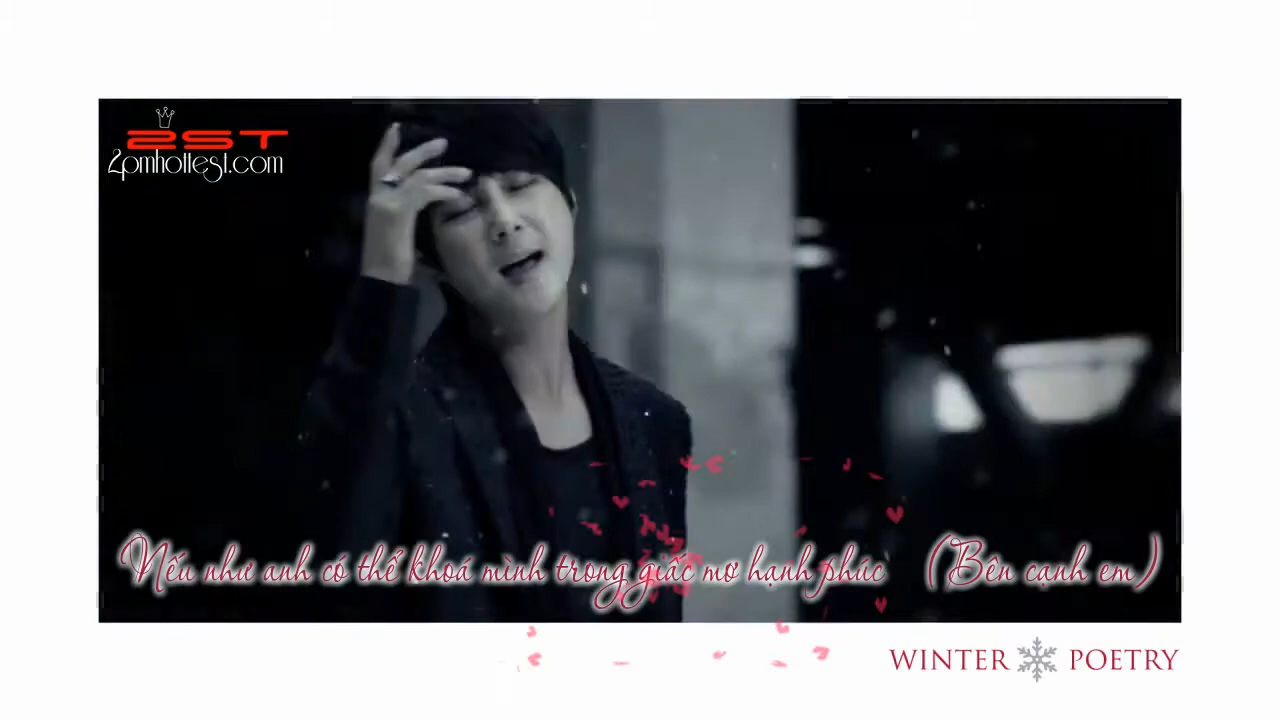 2ST
2pmhottest.com
Nếu như anh có thể khoá mình trong giấc mơ hạnh phúc (Bên cạnh em)
WINTER POETRY